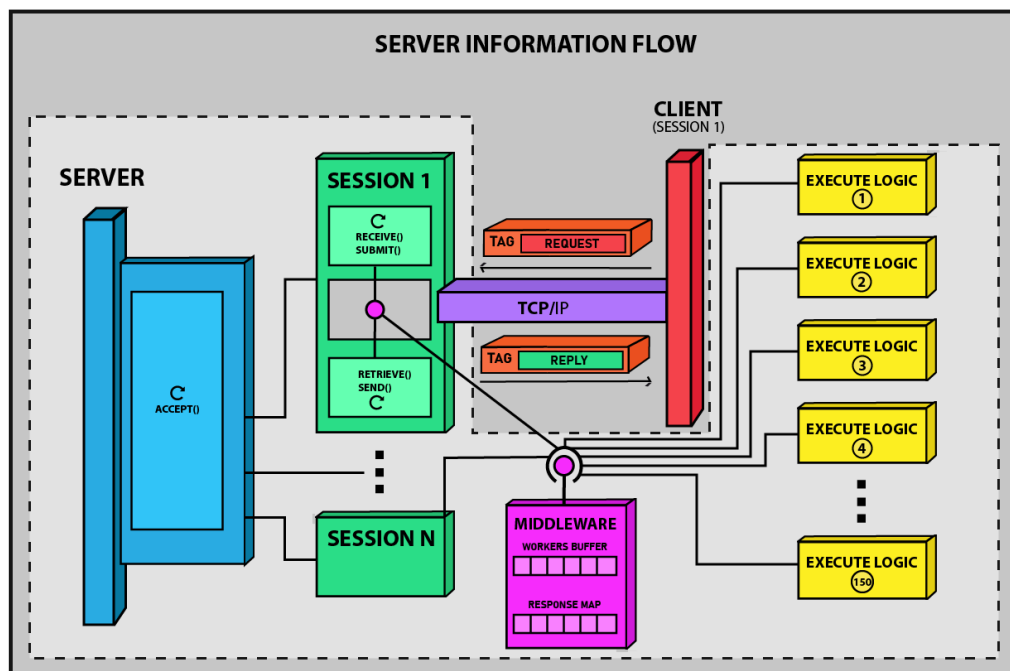 SERVER INFORMATION FLOW
CLIENT
(SESSION 1)
SERVER
ACCEPT()
SESSION 1
RECEIVE()
SUBMIT()
RETRIEVE()
SEND()
SESSION N
TAG REQUEST
TCP/IP
TAG REPLY
MIDDLEWARE
WORKERS BUFFER
RESPONSE MAP
EXECUTE LOGIC
1
EXECUTE LOGIC
2
EXECUTE LOGIC
3
EXECUTE LOGIC
4
EXECUTE LOGIC
150